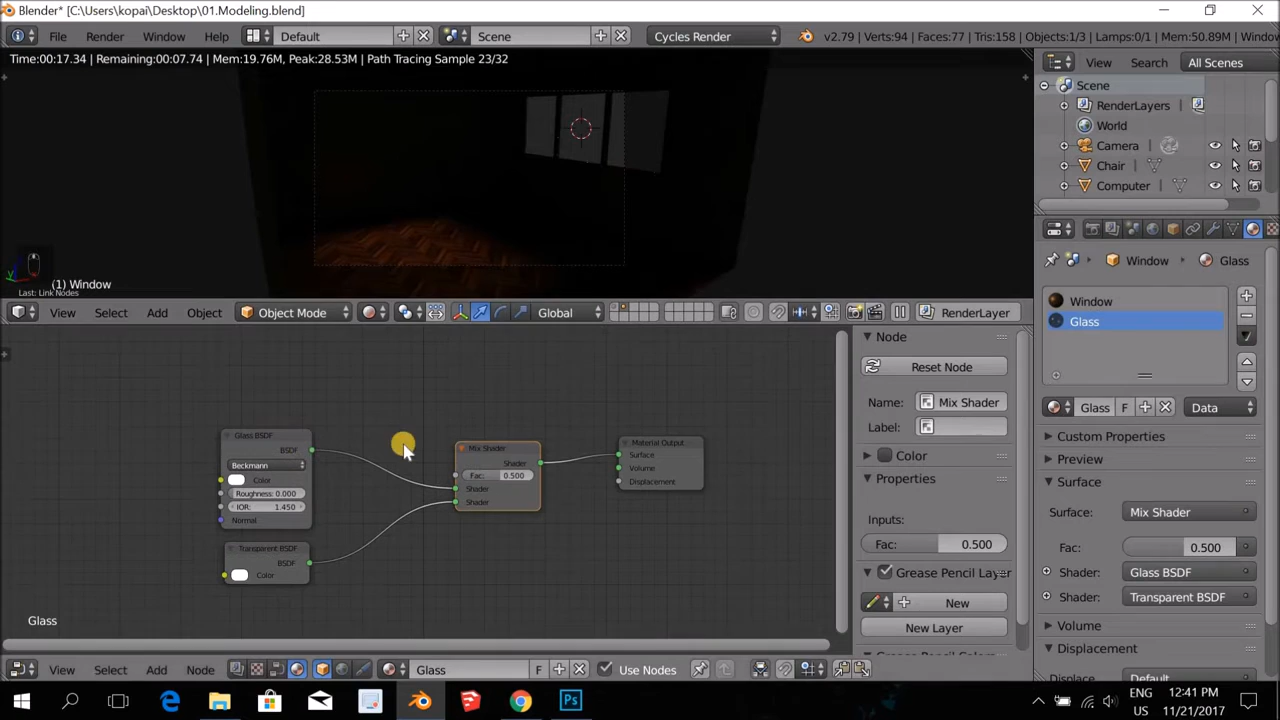 Blender* [C:\Users\kopai\Desktop\01.Modeling.blend]
File Render Window Help Default Scene Cycles Render v2.79 | Verts:94 | Faces:77 | Tris:158 | Objects:1/3 | Lamps:0/1 | Mem:50.89M | Window
Time:00:17.34 | Remaining:00:07.74 | Mem:19.76M, Peak:28.53M | Path Tracing Sample 23/32
View Search All Scenes
Scene
RenderLayers
World
Camera
Chair
Computer
(1) Window
Last: Link Nodes
View Select Add Object Object Mode Global RenderLayer
Window Glass
Window
Glass
Glass F Data
Custom Properties
Preview
Surface
Surface: Mix Shader
Fac: 0.500
Shader: Glass BSDF
Shader: Transparent BSDF
Volume
Displacement
Default
Node
Reset Node
Name: Mix Shader
Label:
Color
Properties
Inputs:
Fac: 0.500
Grease Pencil Layer
New
New Layer
Glass BSDF
BSDF
Beckmann
Color
Roughness: 0.000
IOR: 1.450
Normal
Transparent BSDF
BSDF
Color
Mix Shader
Shader
Fac: 0.500
Shader
Shader
Material Output
Surface
Volume
Displacement
Glass
View Select Add Node Glass F Use Nodes
Ps
ENG
US
12:41 PM
11/21/2017